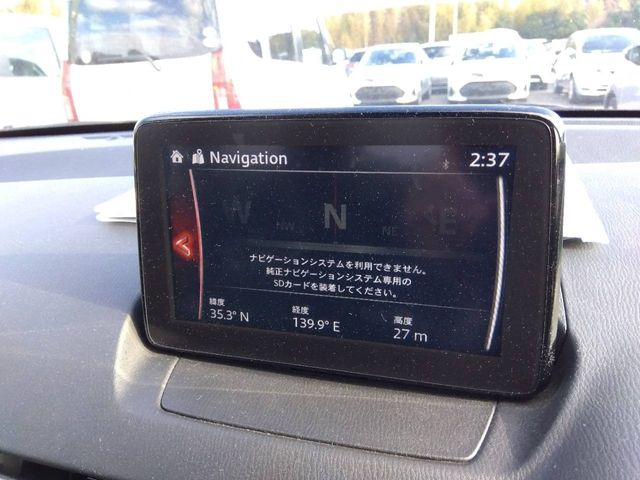 Navigation
2:37
W NW N NE E
ナビゲーションシステムを利用できません。
純正ナビゲーションシステム専用の
SDカードを装着してください。
緯度 経度 高度
35.3° N 139.9° E 27 m